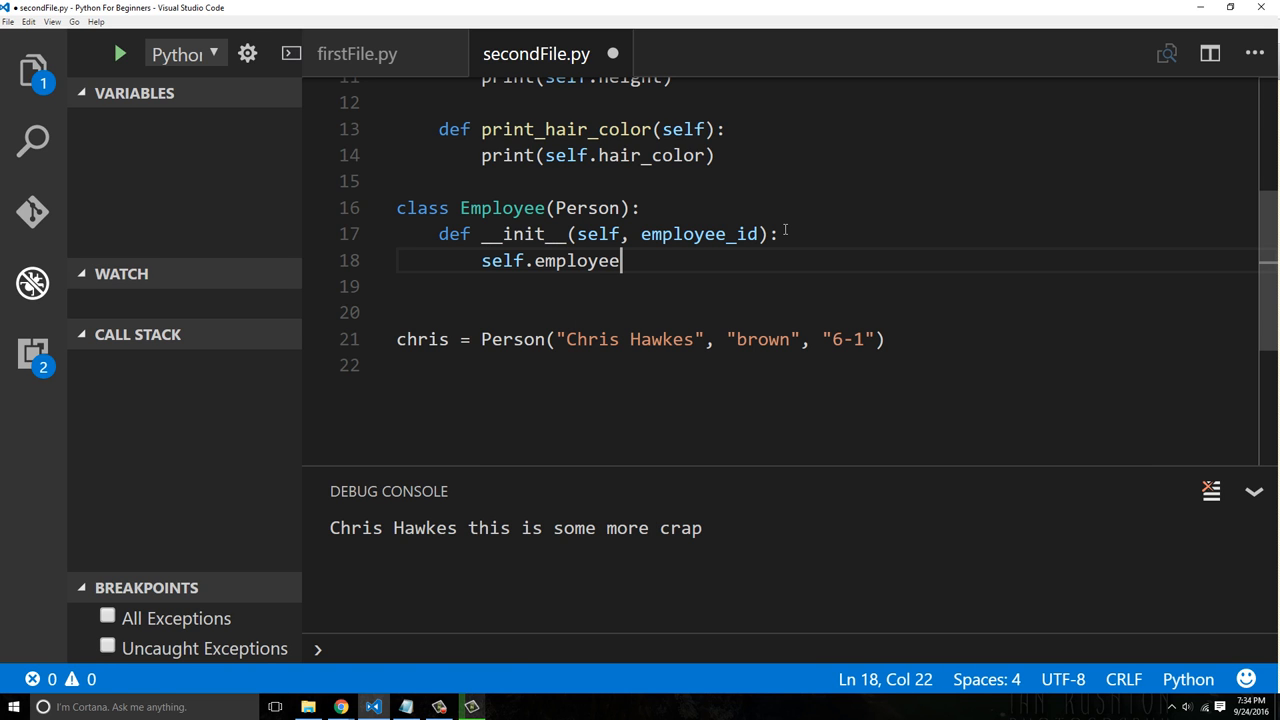 ● secondFile.py - Python For Beginners - Visual Studio Code
File Edit View Go Help
Pythor
firstFile.py
secondFile.py
VARIABLES
WATCH
CALL STACK
BREAKPOINTS
All Exceptions
Uncaught Exceptions
1
2
11 print(self.height)
12
13 def print_hair_color(self):
14 print(self.hair_color)
15
16 class Employee(Person):
17 def __init__(self, employee_id):
18 self.employee
19
20
21 chris = Person("Chris Hawkes", "brown", "6-1")
22
DEBUG CONSOLE
Chris Hawkes this is some more crap
0 0
Ln 18, Col 22 Spaces: 4 UTF-8 CRLF Python
I'm Cortana. Ask me anything.
7:34 PM
9/24/2016